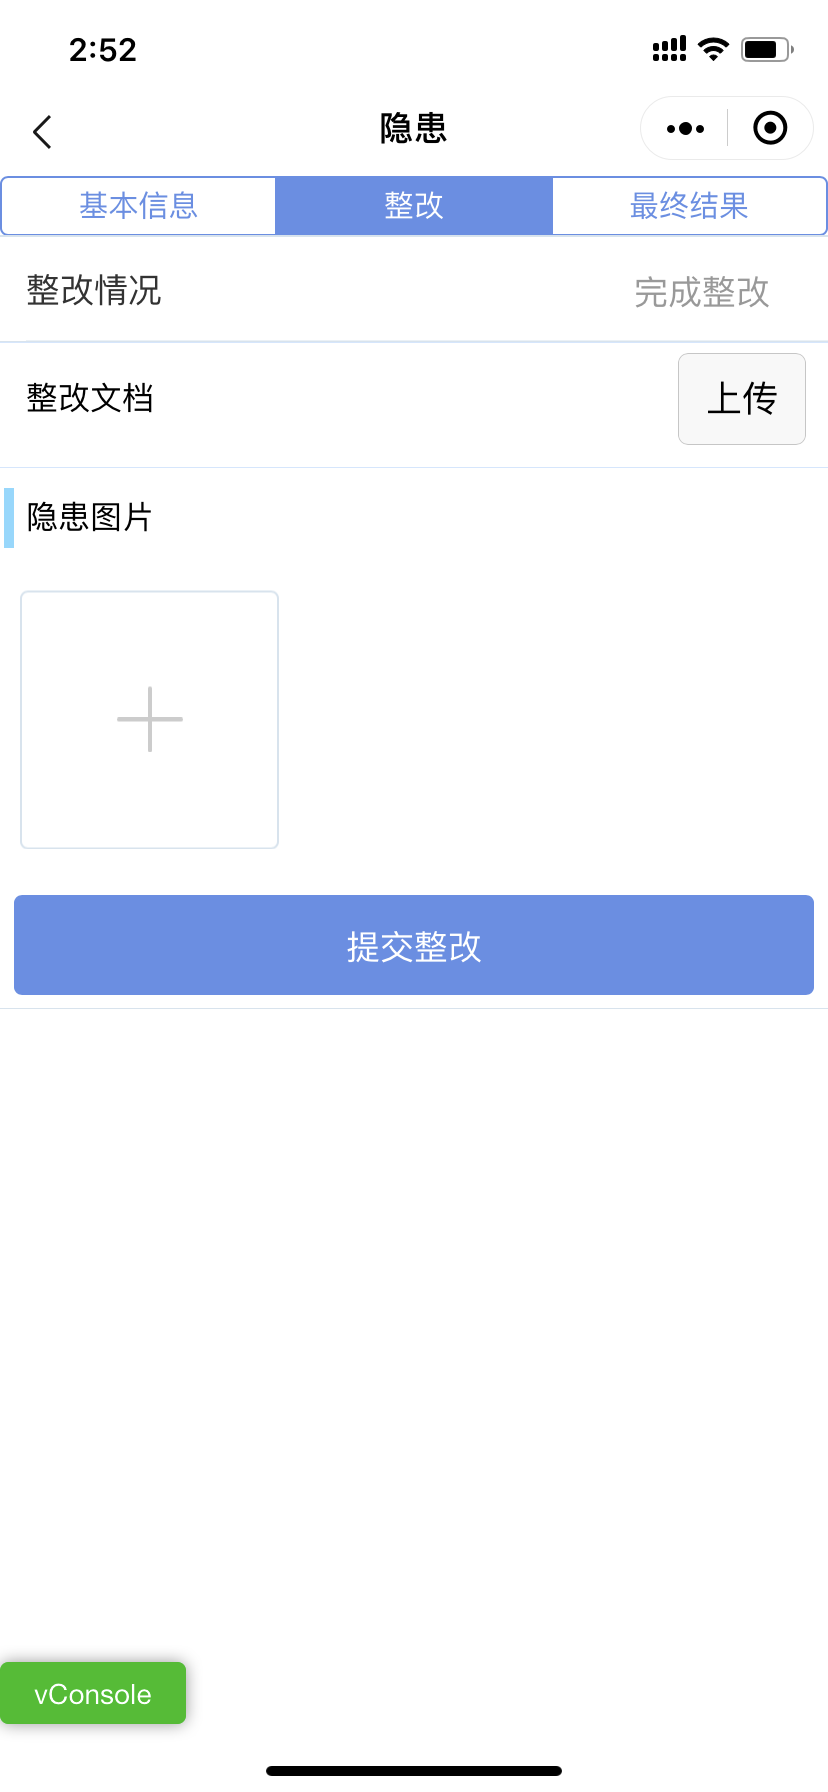 2:52
隐患
基本信息 整改 最终结果
整改情况 完成整改
整改文档 上传
隐患图片
提交整改
vConsole